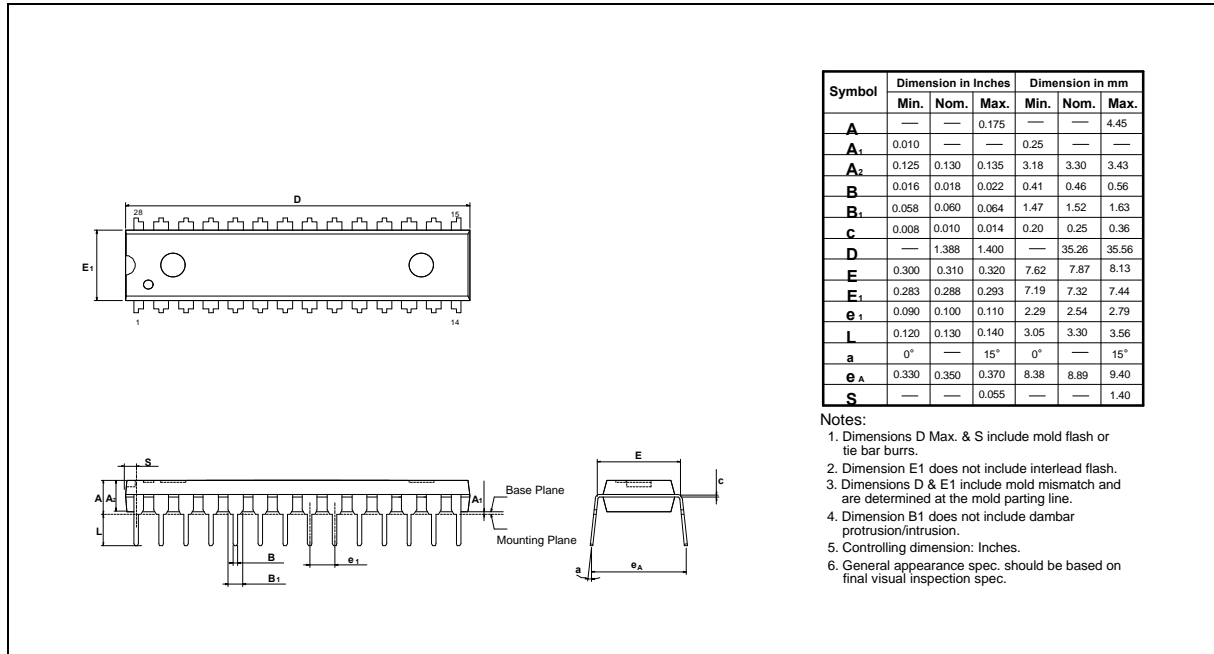 D
28
15
E1
1
14
S
A
A2
A1
Base Plane
L
Mounting Plane
B
e1
B1
E
c
a
eA
Symbol Dimension in Inches Dimension in mm
Min. Nom. Max. Min. Nom. Max.
A — — 0.175 — — 4.45
A1 0.010 — — 0.25 — —
A2 0.125 0.130 0.135 3.18 3.30 3.43
B 0.016 0.018 0.022 0.41 0.46 0.56
B1 0.058 0.060 0.064 1.47 1.52 1.63
c 0.008 0.010 0.014 0.20 0.25 0.36
D — 1.388 1.400 — 35.26 35.56
E 0.300 0.310 0.320 7.62 7.87 8.13
E1 0.283 0.288 0.293 7.19 7.32 7.44
e1 0.090 0.100 0.110 2.29 2.54 2.79
L 0.120 0.130 0.140 3.05 3.30 3.56
a 0° — 15° 0° — 15°
eA 0.330 0.350 0.370 8.38 8.89 9.40
S — — 0.055 — — 1.40
Notes:
1. Dimensions D Max. & S include mold flash or
tie bar burrs.
2. Dimension E1 does not include interlead flash.
3. Dimensions D & E1 include mold mismatch and
are determined at the mold parting line.
4. Dimension B1 does not include dambar
protrusion/intrusion.
5. Controlling dimension: Inches.
6. General appearance spec. should be based on
final visual inspection spec.